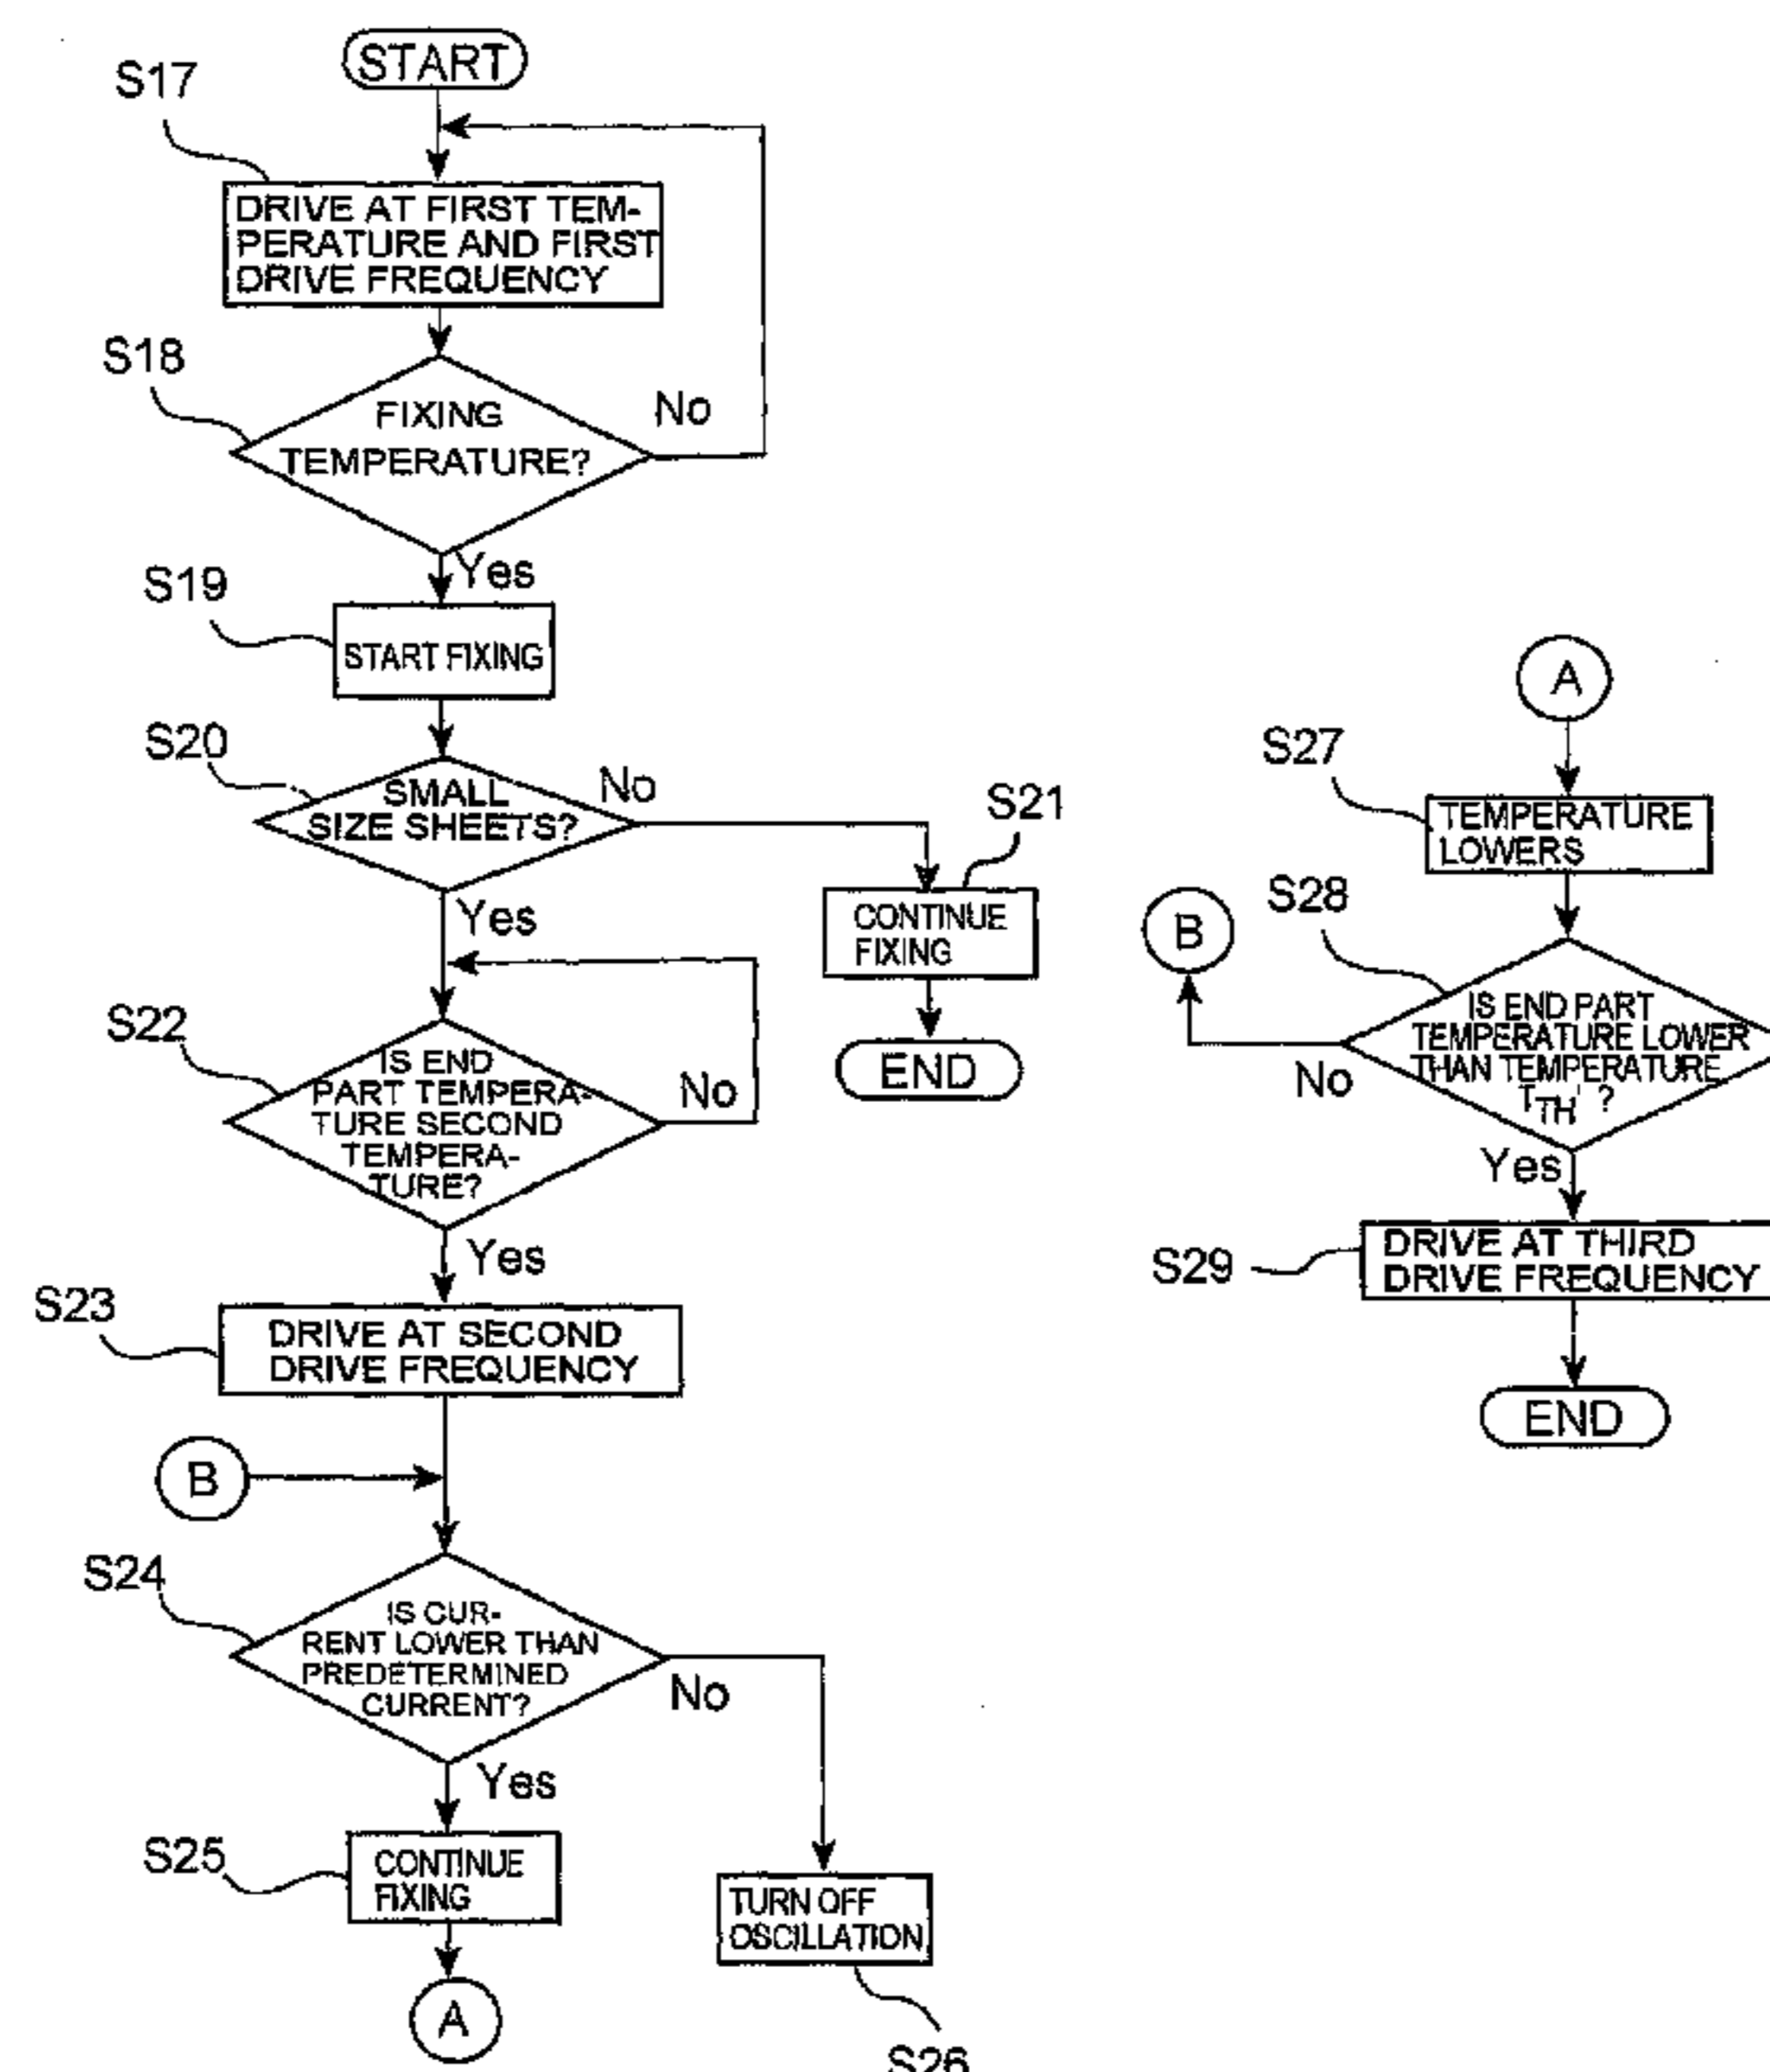 START
S17
DRIVE AT FIRST TEM-
PERATURE AND FIRST
DRIVE FREQUENCY
S18
FIXING
TEMPERATURE?
No
Yes
S19
START FIXING
S20
SMALL
SIZE SHEETS?
No
Yes
S21
CONTINUE
FIXING
END
S22
IS END
PART TEMPERA-
TURE SECOND
TEMPERA-
TURE?
No
Yes
S23
DRIVE AT SECOND
DRIVE FREQUENCY
B
S24
IS CUR-
RENT LOWER THAN
PREDETERMINED
CURRENT?
No
Yes
S25
CONTINUE
FIXING
TURN OFF
OSCILLATION
S26
A
A
S27
TEMPERATURE
LOWERS
S28
B
IS END PART
TEMPERATURE LOWER
THAN TEMPERATURE
TTH' ?
No
Yes
S29
DRIVE AT THIRD
DRIVE FREQUENCY
END